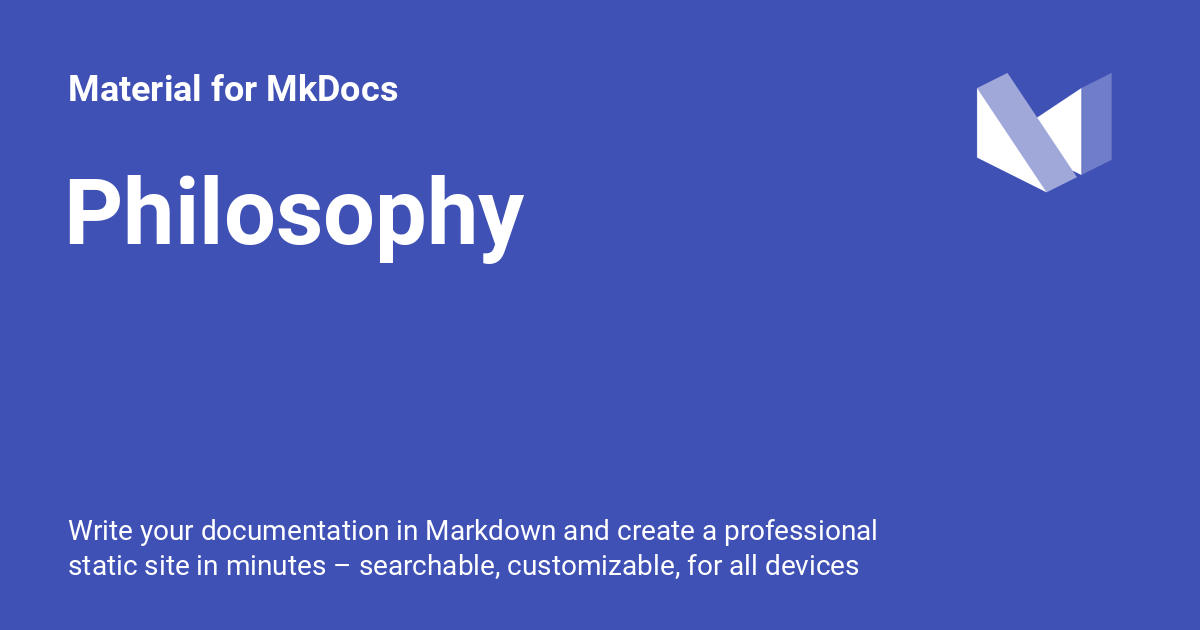 Material for MkDocs
Philosophy
Write your documentation in Markdown and create a professional
static site in minutes – searchable, customizable, for all devices